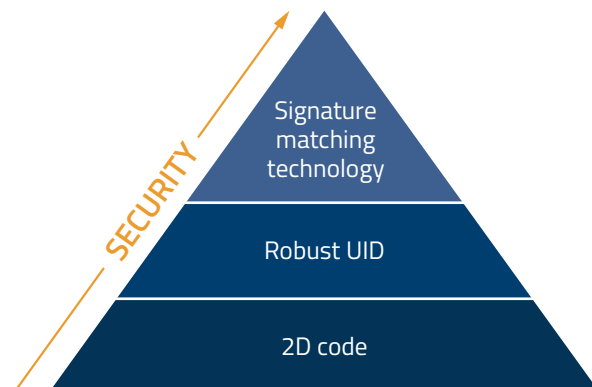 Signature
matching
technology
SECURITY
Robust UID
2D code